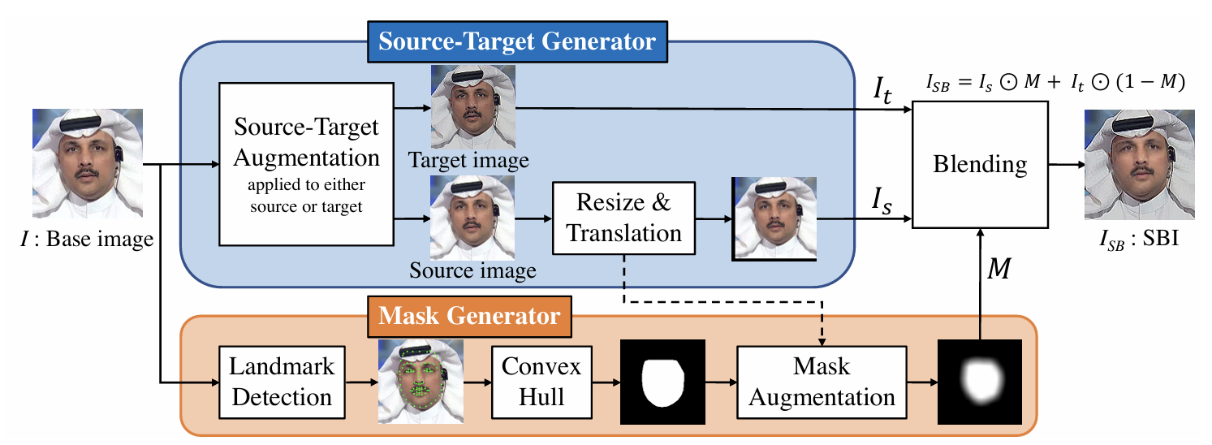 Source-Target Generator
Source-Target
Augmentation
applied to either
source or target
Target image
Source image
Resize &
Translation
I : Base image
I_t
I_s
I_SB = I_s ⊙ M + I_t ⊙ (1 − M)
Blending
I_SB : SBI
M
Mask Generator
Landmark
Detection
Convex
Hull
Mask
Augmentation